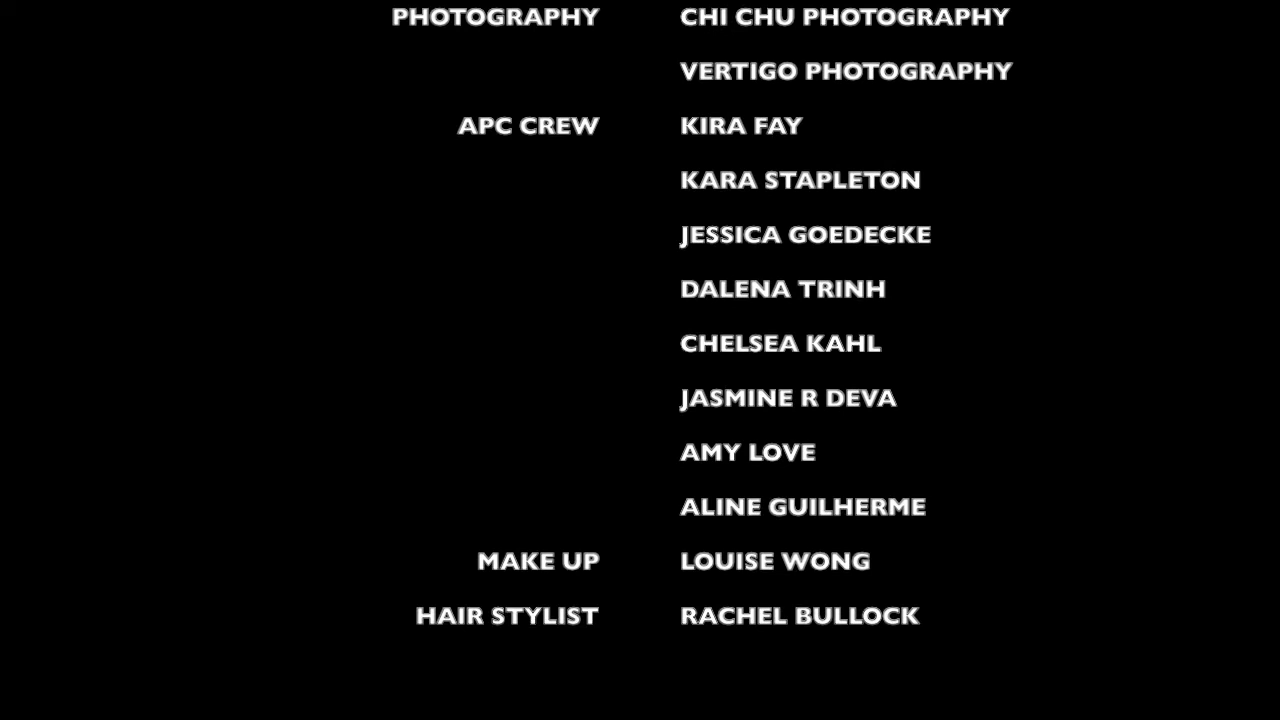 PHOTOGRAPHY CHI CHU PHOTOGRAPHY
VERTIGO PHOTOGRAPHY
APC CREW KIRA FAY
KARA STAPLETON
JESSICA GOEDECKE
DALENA TRINH
CHELSEA KAHL
JASMINE R DEVA
AMY LOVE
ALINE GUILHERME
MAKE UP LOUISE WONG
HAIR STYLIST RACHEL BULLOCK